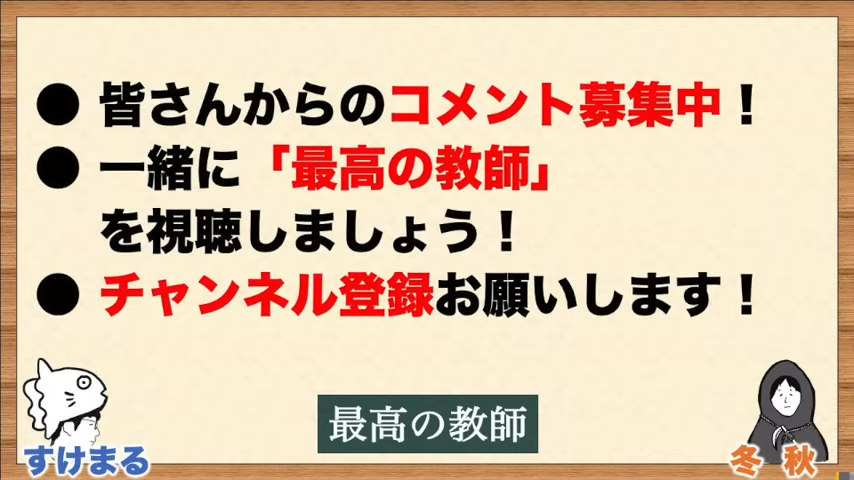 ● 皆さんからのコメント募集中！
● 一緒に「最高の教師」
を視聴しましょう！
● チャンネル登録お願いします！
最高の教師
すけまる
冬 秋